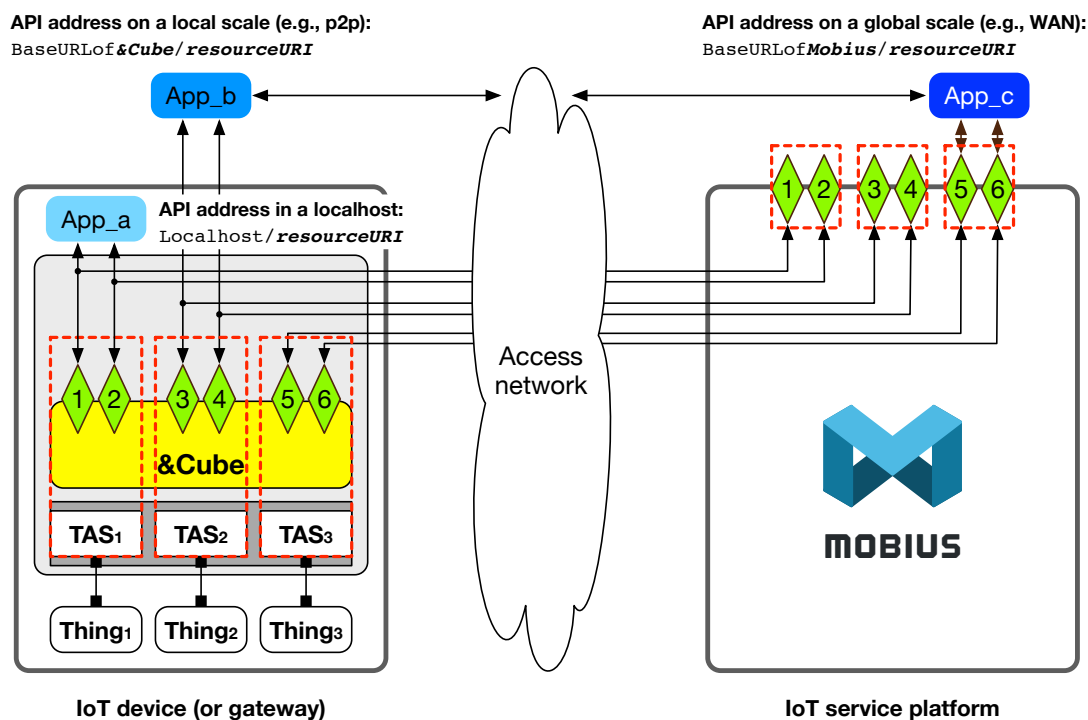 API address on a local scale (e.g., p2p):
BaseURLof&Cube/resourceURI
API address on a global scale (e.g., WAN):
BaseURLofMobius/resourceURI
App_b
App_c
App_a
API address in a localhost:
Localhost/resourceURI
1 2 3 4 5 6
Access
network
1 2 3 4 5 6
&Cube
TAS1 TAS2 TAS3
MOBIUS
Thing1 Thing2 Thing3
IoT device (or gateway)
IoT service platform